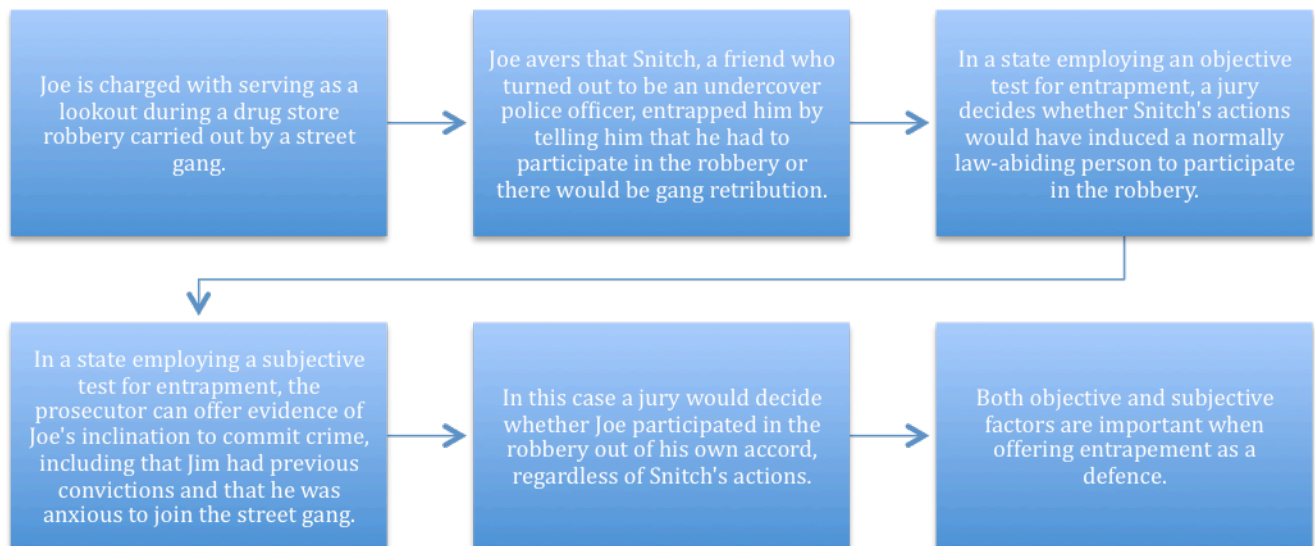 Joe is charged with serving as a
lookout during a drug store
robbery carried out by a street
gang.
Joe avers that Snitch, a friend who
turned out to be an undercover
police officer, entrapped him by
telling him that he had to
participate in the robbery or
there would be gang retribution.
In a state employing an objective
test for entrapment, a jury
decides whether Snitch's actions
would have induced a normally
law-abiding person to participate
in the robbery.
In a state employing a subjective
test for entrapment, the
prosecutor can offer evidence of
Joe's inclination to commit crime,
including that Jim had previous
convictions and that he was
anxious to join the street gang.
In this case a jury would decide
whether Joe participated in the
robbery out of his own accord,
regardless of Snitch's actions.
Both objective and subjective
factors are important when
offering entrapement as a
defence.